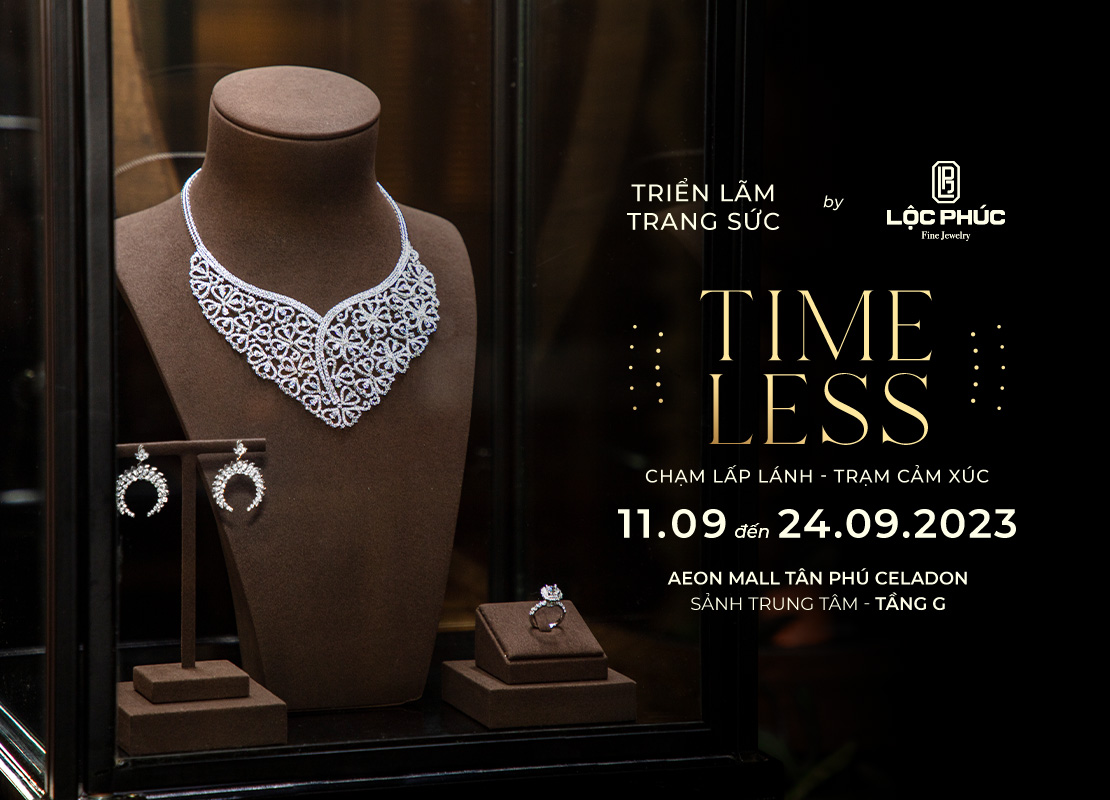 TRIỂN LÃM
TRANG SỨC
by
LỘC PHÚC
Fine Jewelry
TIME
LESS
CHẠM LẤP LÁNH - TRẠM CẢM XÚC
11.09 đến 24.09.2023
AEON MALL TÂN PHÚ CELADON
SẢNH TRUNG TÂM - TẦNG G